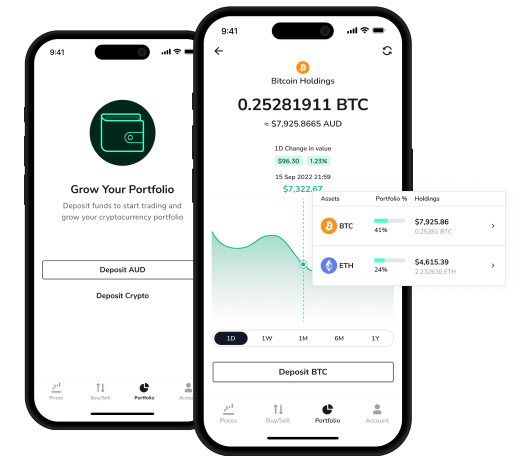 9:41
Grow Your Portfolio
Deposit funds to start trading and
grow your cryptocurrency portfolio
Deposit AUD
Deposit Crypto
Prices
Buy/Sell
Portfolio
9:41
Bitcoin Holdings
0.25281911 BTC
≈ $7,925.8665 AUD
1D Change in value
$96.30 1.23%
15 Sep 2022 21:59
$7,322.67
Assets Portfolio % Holdings
BTC 41% $7,925.86
0.25281 BTC
ETH 24% $4,615.39
2.232630 ETH
1D 1W 1M 6M 1Y
Deposit BTC
Prices Buy/Sell Portfolio Account